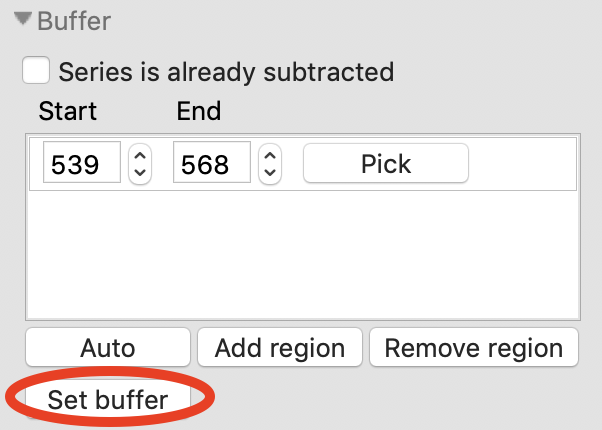 Buffer
Series is already subtracted
Start End
539 568 Pick
Auto Add region Remove region
Set buffer